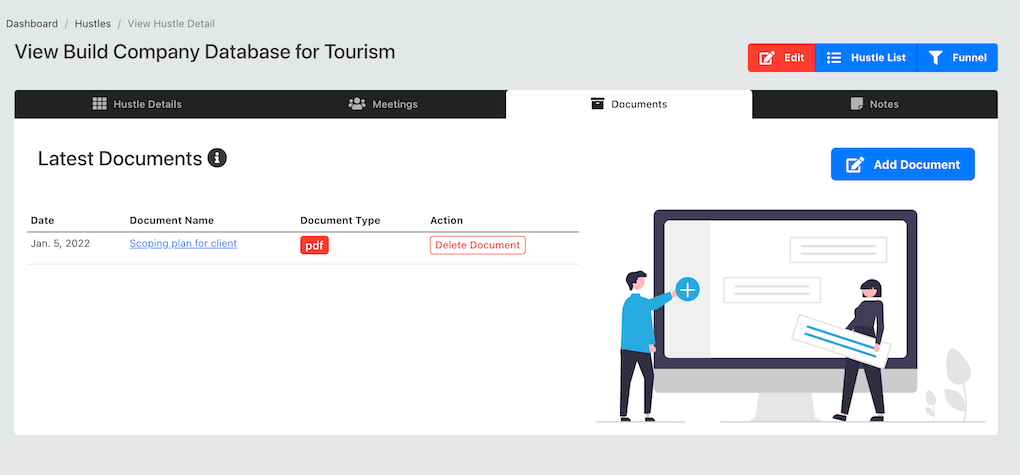 Dashboard / Hustles / View Hustle Detail
View Build Company Database for Tourism
Edit Hustle List Funnel
Hustle Details Meetings Documents Notes
Latest Documents
Add Document
Date Document Name Document Type Action
Jan. 5, 2022 Scoping plan for client pdf Delete Document